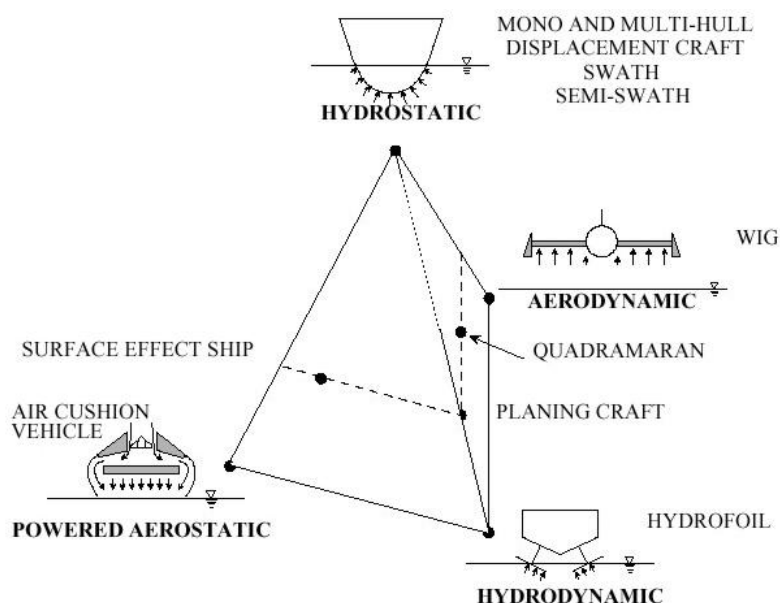 MONO AND MULTI-HULL
DISPLACEMENT CRAFT
SWATH
SEMI-SWATH
HYDROSTATIC
WIG
AERODYNAMIC
SURFACE EFFECT SHIP
QUADRAMARAN
AIR CUSHION
VEHICLE
PLANING CRAFT
POWERED AEROSTATIC
HYDROFOIL
HYDRODYNAMIC